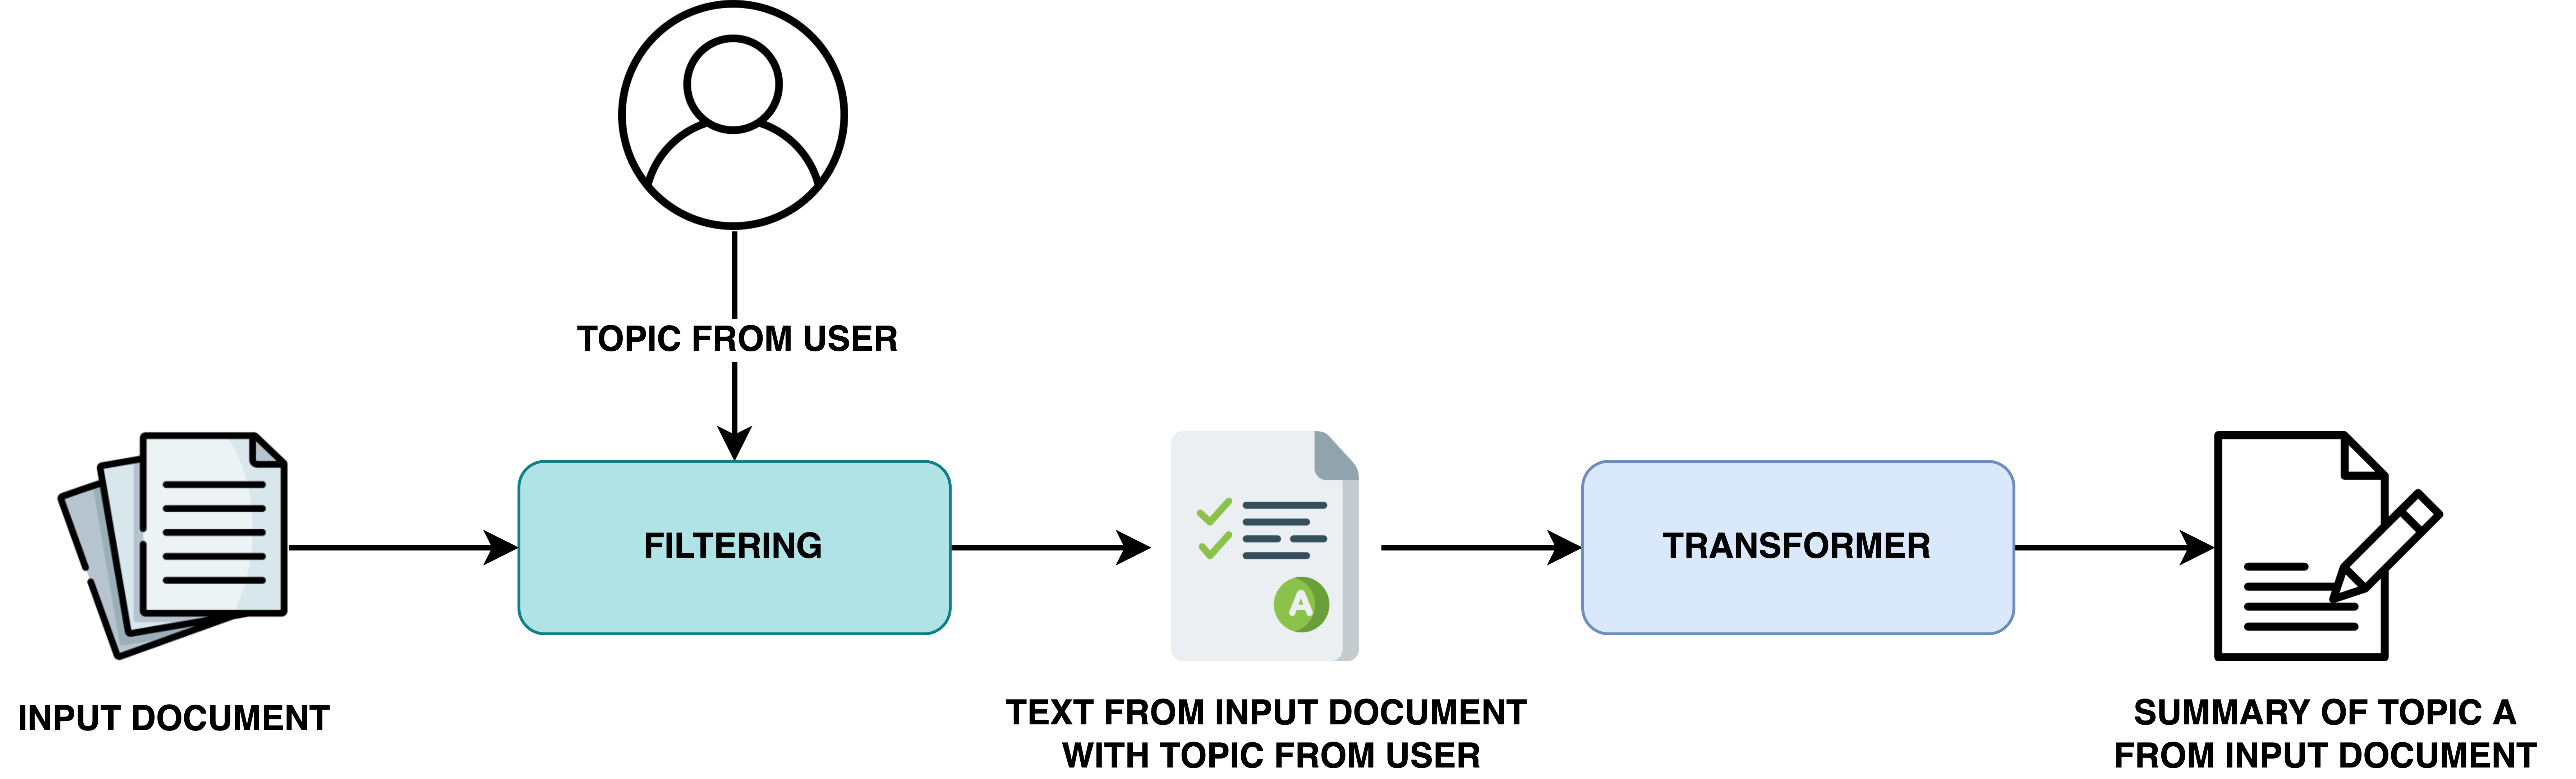 TOPIC FROM USER
FILTERING
A
TRANSFORMER
INPUT DOCUMENT
TEXT FROM INPUT DOCUMENT
WITH TOPIC FROM USER
SUMMARY OF TOPIC A
FROM INPUT DOCUMENT